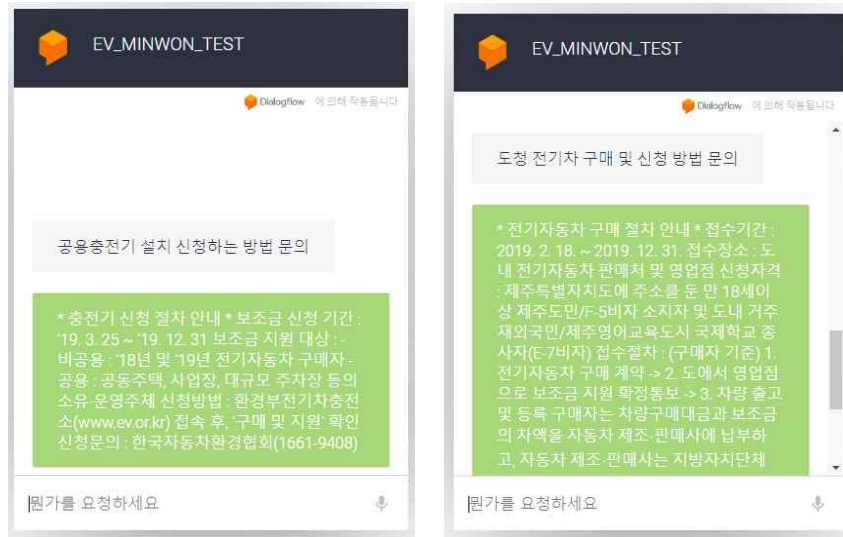 EV_MINWON_TEST
Dialogflow 에 의해 작동됩니다
공용충전기 설치 신청하는 방법 문의
* 충전기 신청 절차 안내 * 보조금 신청 기간 :
'19. 3. 25 ~ '19. 12. 31 보조금 지원 대상 : -
비공용 : '18년 및 '19년 전기자동차 구매자 -
공용 : 공동주택, 사업장, 대규모 주차장 등의
소유·운영주체 신청방법 : 환경부전기차충전
소(www.ev.or.kr) 접속 후, '구매 및 지원' 확인
신청문의 : 한국자동차환경협회(1661-9408)
뭔가를 요청하세요
EV_MINWON_TEST
Dialogflow 에 의해 작동됩니다
도청 전기차 구매 및 신청 방법 문의
* 전기자동차 구매 절차 안내 * 접수기간 :
2019. 2. 18. ~ 2019. 12. 31. 접수장소 : 도
내 전기자동차 판매처 및 영업점 신청자격
: 제주특별자치도에 주소를 둔 만 18세이
상 제주도민/F-5비자 소지자 및 도내 거주
재외국민/제주영어교육도시 국제학교 종
사자(E-7비자) 접수절차 : (구매자 기준) 1.
전기자동차 구매 계약 -> 2. 도에서 영업점
으로 보조금 지원 확정통보 -> 3. 차량 출고
및 등록 구매자는 차량구매대금과 보조금
의 차액을 자동차 제조·판매사에 납부하
고, 자동차 제조·판매사는 지방자치단체
뭔가를 요청하세요